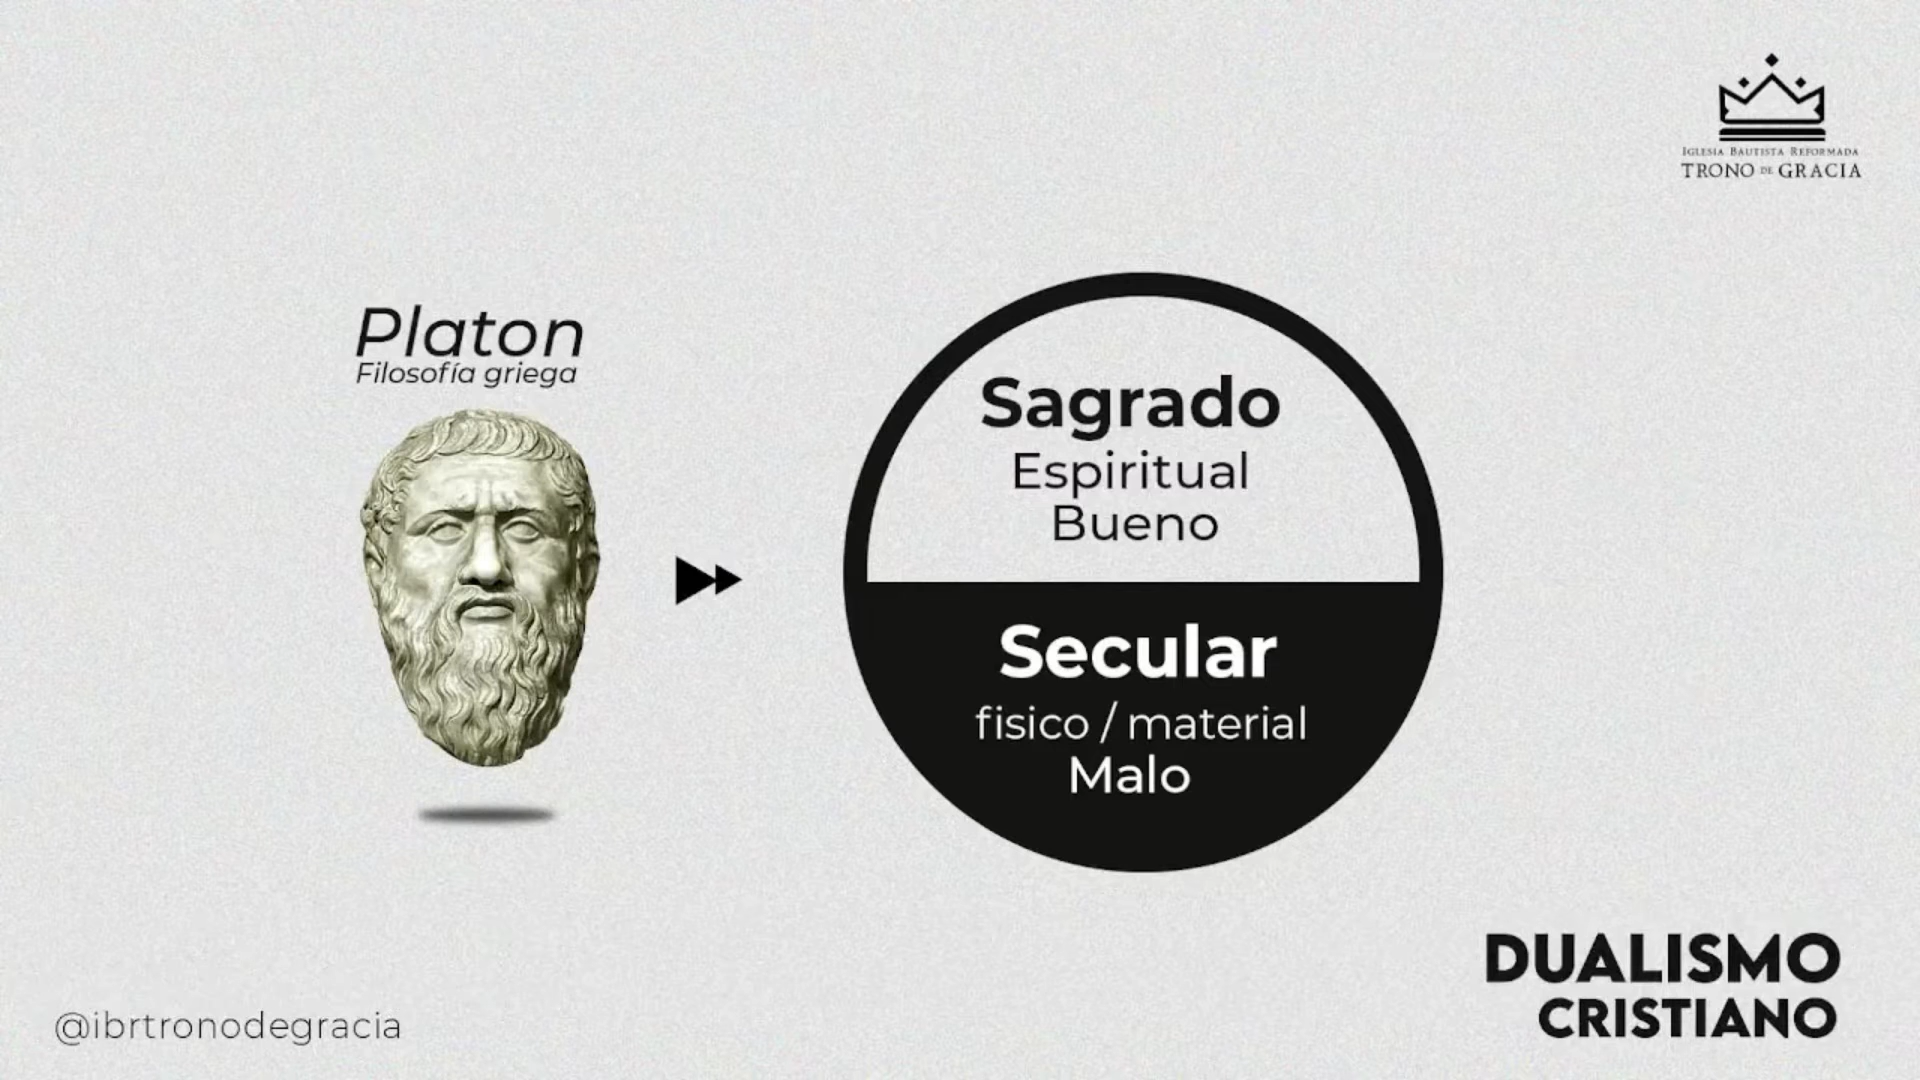 IGLESIA BAUTISTA REFORMADA
TRONO DE GRACIA
Platon
Filosofía griega
Sagrado
Espiritual
Bueno
Secular
fisico / material
Malo
DUALISMO
CRISTIANO
@ibrtronodegracia